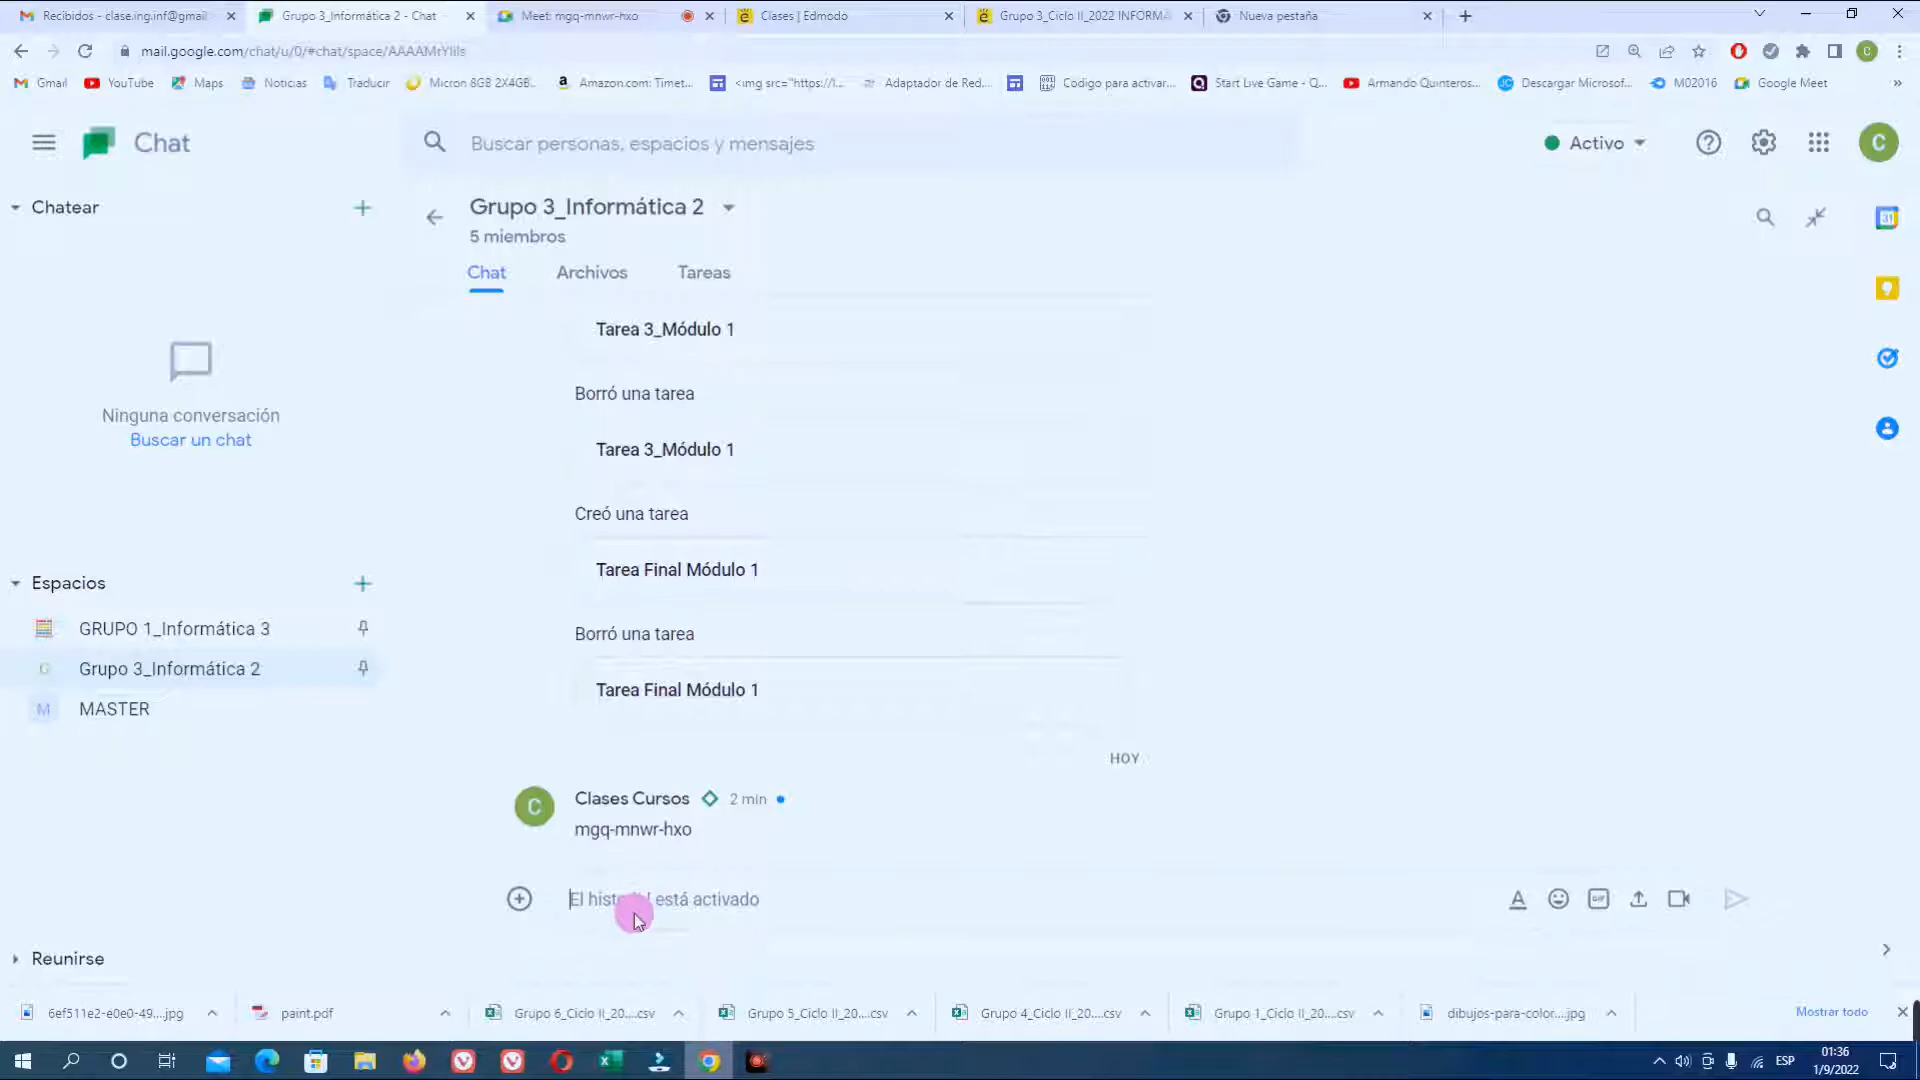 Recibidos - clase.ing.inf@gmail
Grupo 3_Informática 2 - Chat
Meet: mgq-mnwr-hxo
Clases | Edmodo
Grupo 3_Ciclo II_2022 INFORMA
Nueva pestaña
mail.google.com/chat/u/0/#chat/space/AAAAMrYlils
Gmail
YouTube
Maps
Noticias
Traducir
Micron 8GB 2X4GB...
Amazon.com: Timet...
<img src="https://l...
Adaptador de Red,...
Codigo para activar...
Start Live Game - Q...
Armando Quinteros...
Descargar Microsof...
M02016
Google Meet
»
Chat
Buscar personas, espacios y mensajes
Activo
C
Chatear
Grupo 3_Informática 2
5 miembros
Chat
Archivos
Tareas
Tarea 3_Módulo 1
Borró una tarea
Tarea 3_Módulo 1
Ninguna conversación
Buscar un chat
Creó una tarea
Tarea Final Módulo 1
Borró una tarea
Tarea Final Módulo 1
Espacios
GRUPO 1_Informática 3
G Grupo 3_Informática 2
M MASTER
HOY
C
Clases Cursos 2 min
mgq-mnwr-hxo
El está activado
GIF
Reunirse
6ef511e2-e0e0-49....jpg
paint.pdf
Grupo 6_Ciclo II_20....csv
Grupo 5_Ciclo II_20....csv
Grupo 4_Ciclo II_20....csv
Grupo 1_Ciclo II_20....csv
dibujos-para-color....jpg
Mostrar todo
ESP
01:36
1/9/2022